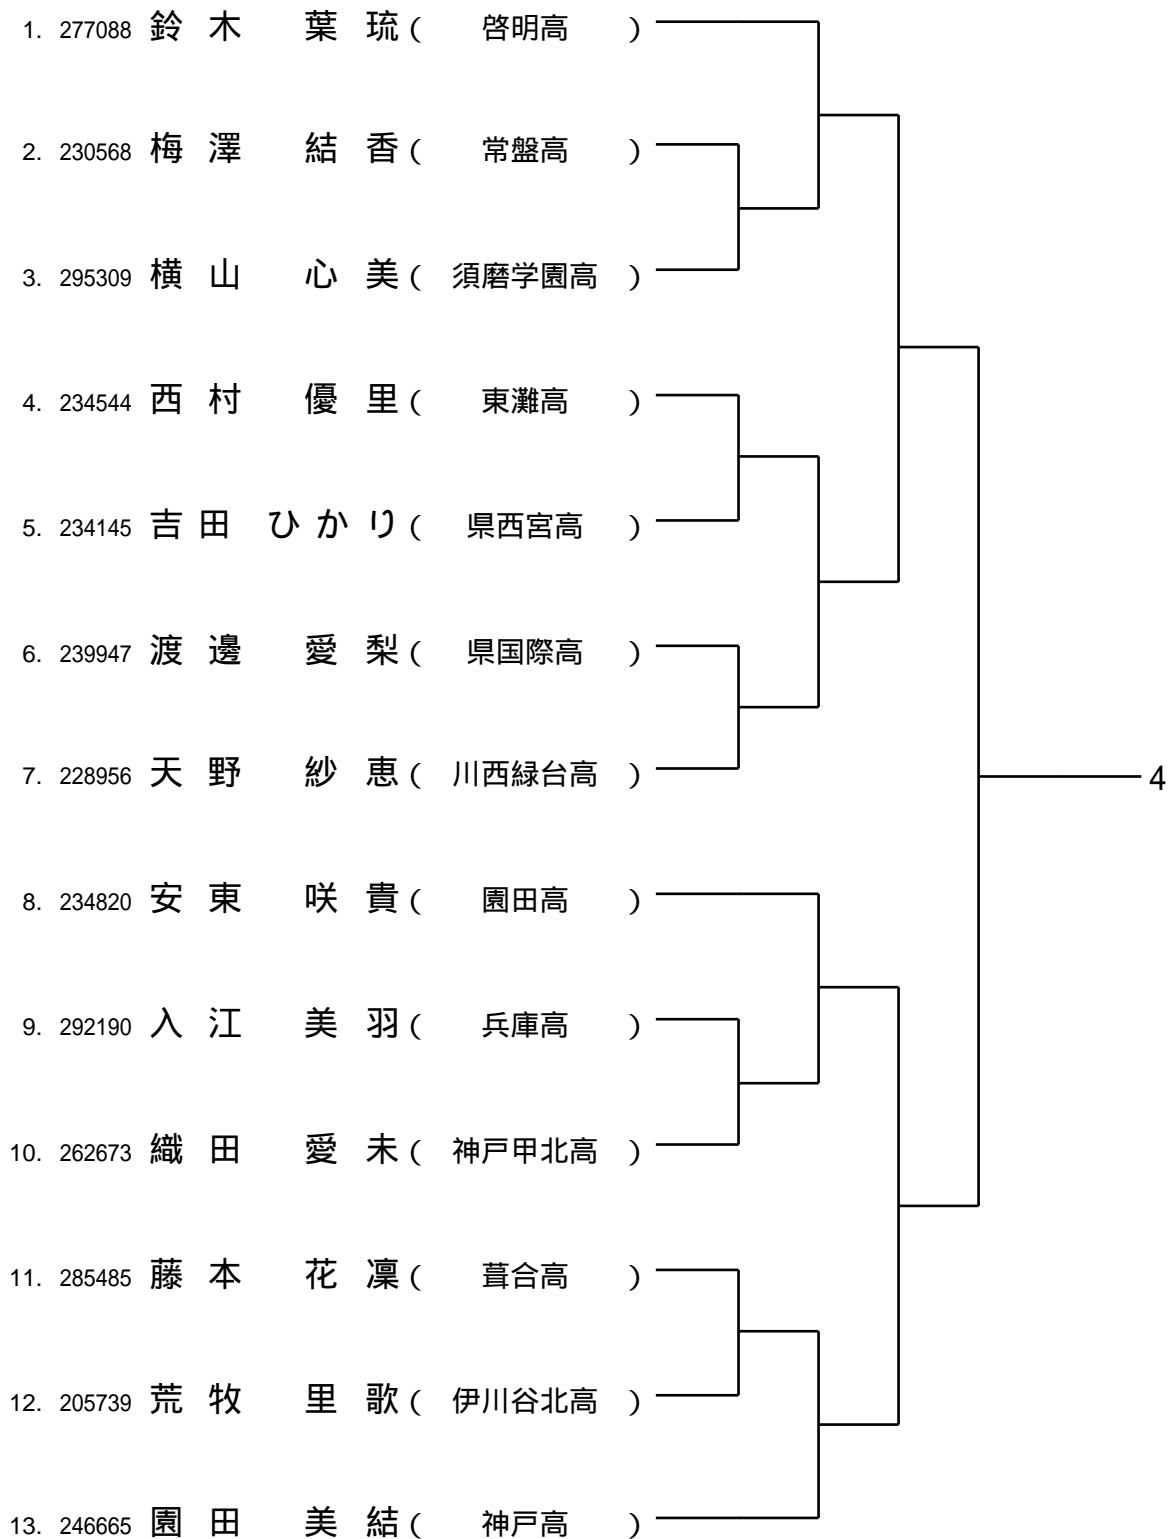 1. 277088 鈴木 葉琉 ( 啓明高 )
2. 230568 梅澤 結香 ( 常盤高 )
3. 295309 横山 心美 ( 須磨学園高 )
4. 234544 西村 優里 ( 東灘高 )
5. 234145 吉田 ひかり ( 県西宮高 )
6. 239947 渡邊 愛梨 ( 県国際高 )
7. 228956 天野 紗恵 ( 川西緑台高 )
4
8. 234820 安東 咲貴 ( 園田高 )
9. 292190 入江 美羽 ( 兵庫高 )
10. 262673 織田 愛未 ( 神戸甲北高 )
11. 285485 藤本 花凜 ( 葺合高 )
12. 205739 荒牧 里歌 ( 伊川谷北高 )
13. 246665 園田 美結 ( 神戸高 )